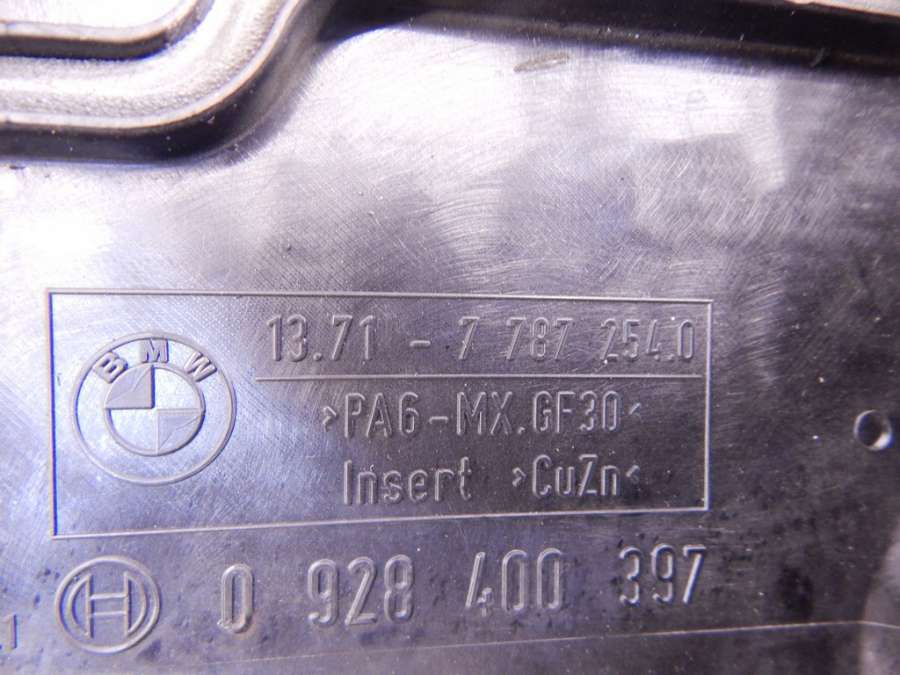 BMW
13.71 - 7 787 254.0
>PA6-MX.GF30<
Insert >CuZn<
0 928 400 397